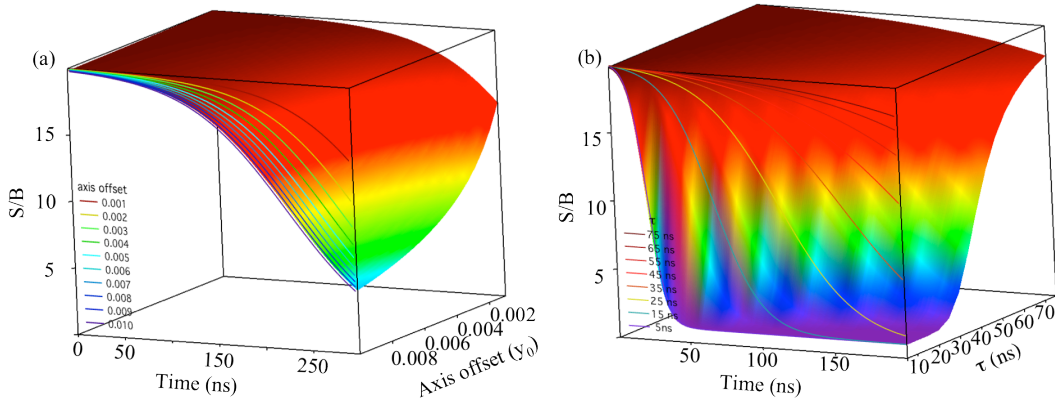 (a)
S/B
15
10
5
axis offset
0.001
0.002
0.003
0.004
0.005
0.006
0.007
0.008
0.009
0.010
0
50
150
250
Time (ns)
0.002
0.004
0.006
0.008
Axis offset (y₀)
(b)
S/B
15
10
5
τ
75 ns
65 ns
55 ns
45 ns
35 ns
25 ns
15 ns
5ns
50
100
150
Time (ns)
10 20 30 40 50 60 70
τ (ns)